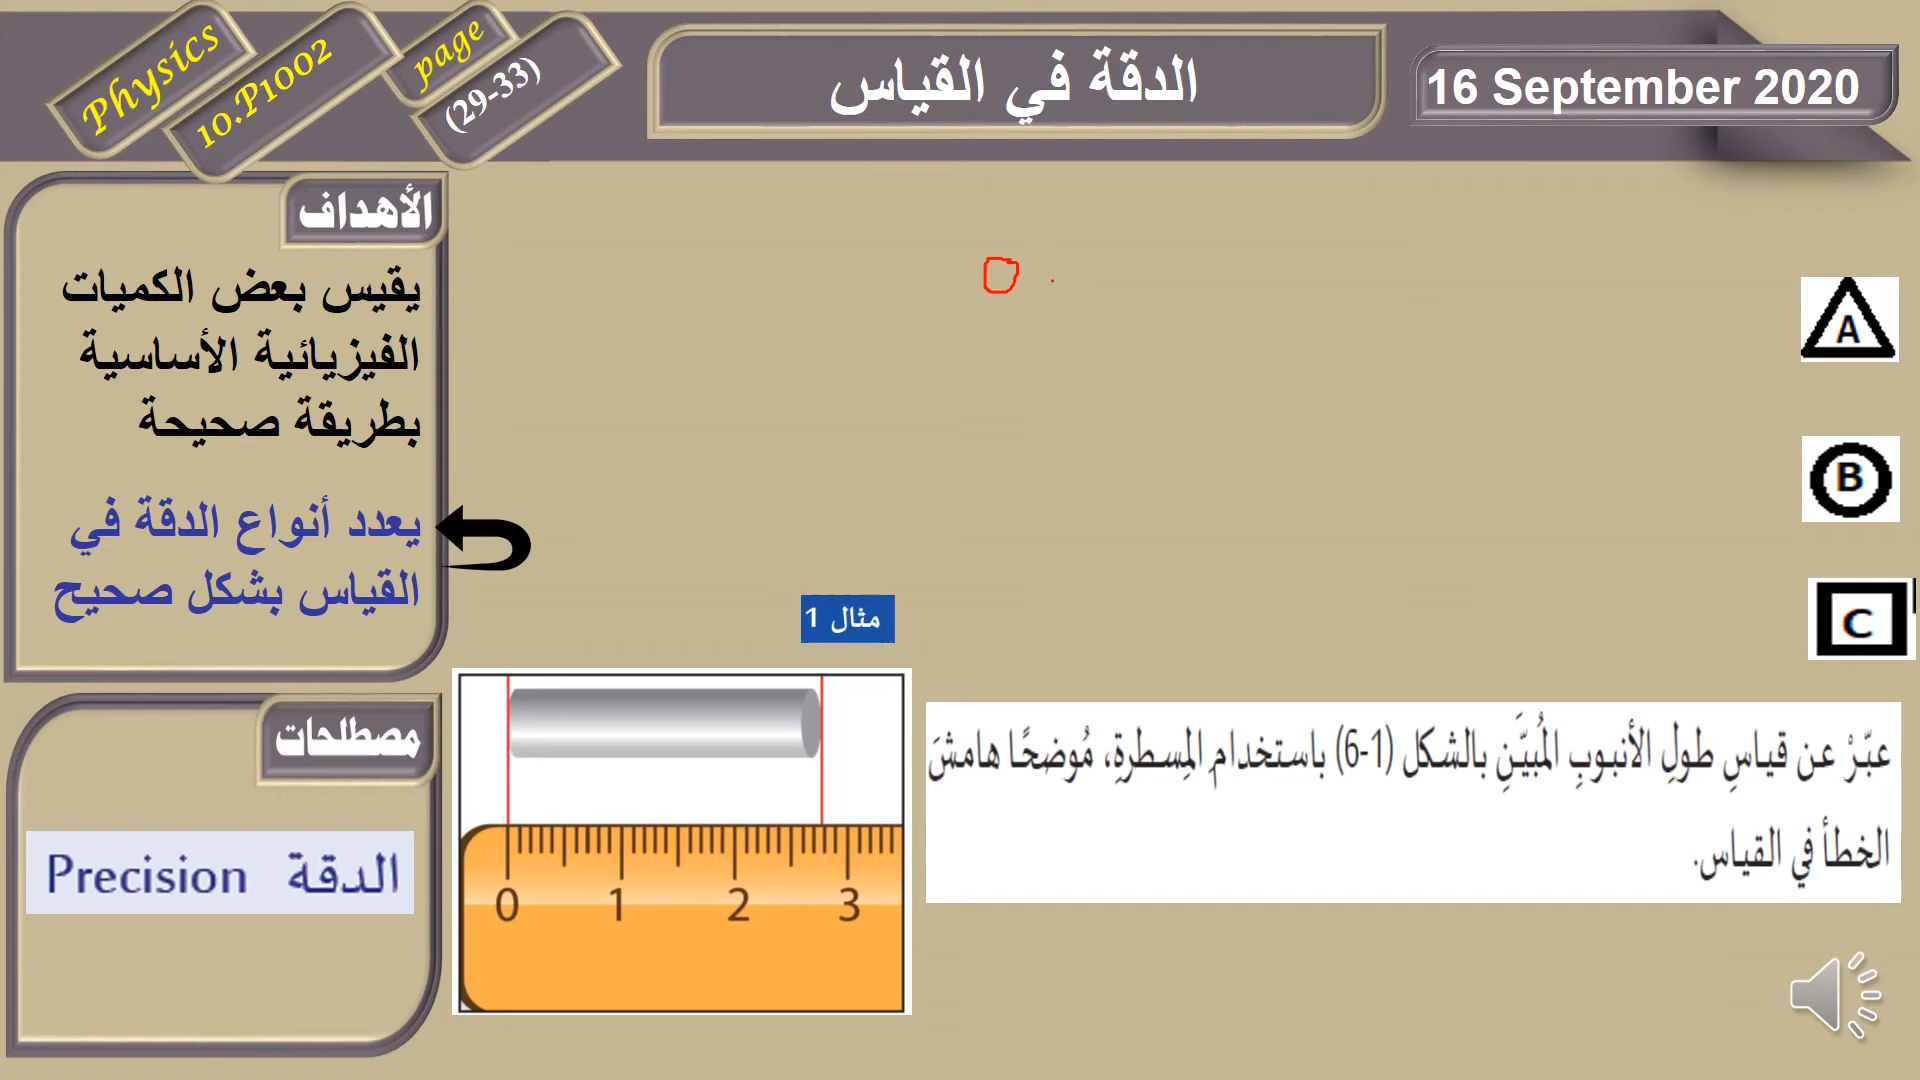 Physics
10.P1002
page
(29-33)
الدقة في القياس
16 September 2020
الأهداف
يقيس بعض الكميات
الفيزيائية الأساسية
بطريقة صحيحة
يعدد أنواع الدقة في
القياس بشكل صحيح
A
B
C
مثال 1
عبّرْ عن قياسِ طولِ الأنبوبِ المُبيَّنِ بالشكل (1-6) باستخدامِ المِسطرةِ، مُوضحًا هامشَ
الخطأ في القياس.
0 1 2 3
مصطلحات
الدقة Precision